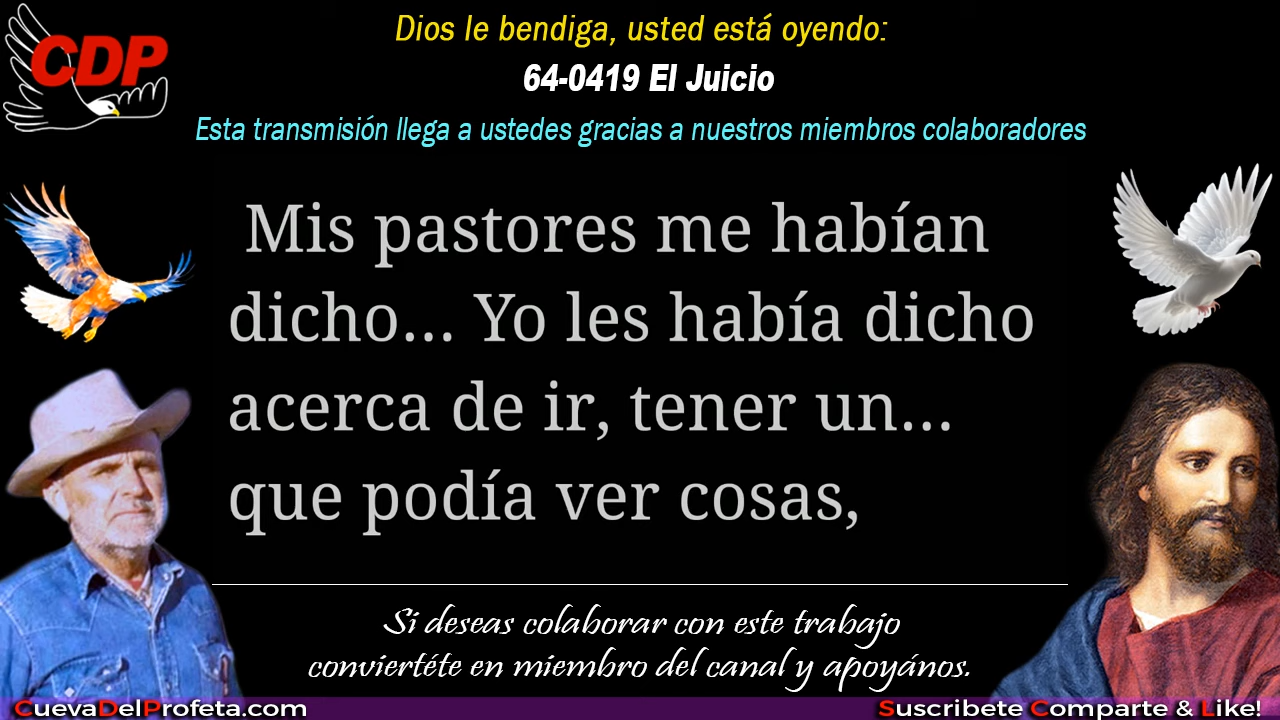 CDP
Dios le bendiga, usted está oyendo:
64-0419 El Juicio
Esta transmisión llega a ustedes gracias a nuestros miembros colaboradores
Mis pastores me habían
dicho... Yo les había dicho
acerca de ir, tener un...
que podía ver cosas,
Si deseas colaborar con este trabajo
conviertéte en miembro del canal y apoyános.
CuevaDelProfeta.com
Suscribete Comparte & Like!